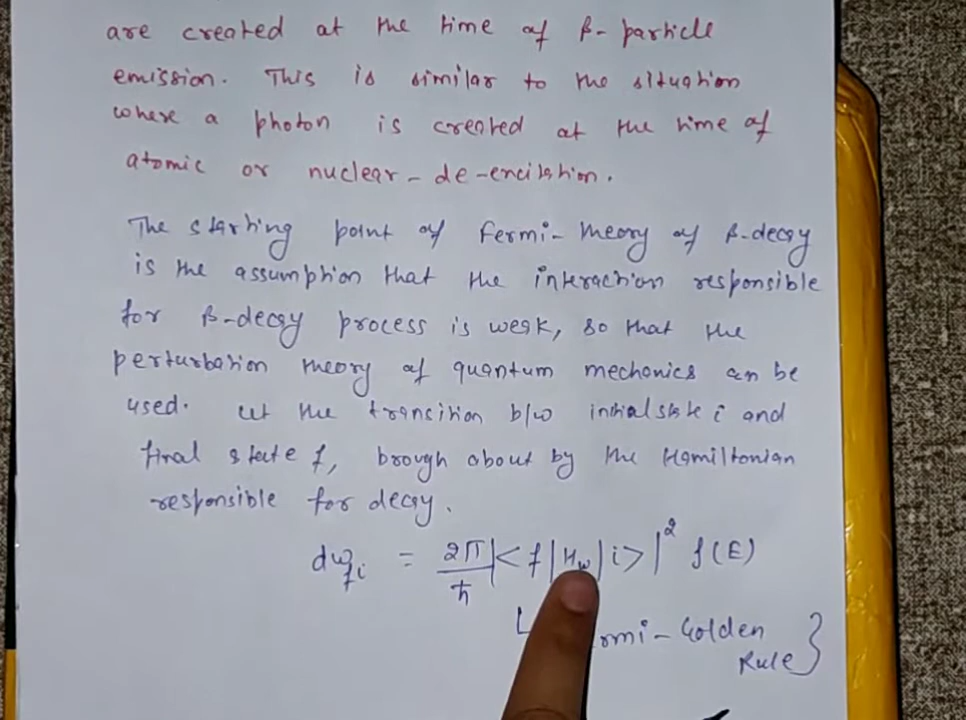 are created at the time of β-particle
emission. This is similar to the situation
where a photon is created at the time of
atomic or nuclear-de-
The starting point of Fermi-theory of β-decay
is the assumption that the interaction responsible
for β-decay process is weak, so that the
perturbation theory of quantum mechanics can be
used. Let the transition b/w initial state i and
final state f, brough about by the Hamiltonian
responsible for decay.
dω_fi = 2π/ħ |<f|H_w|i>|² ρ(E)
rmi-Golden
Rule}